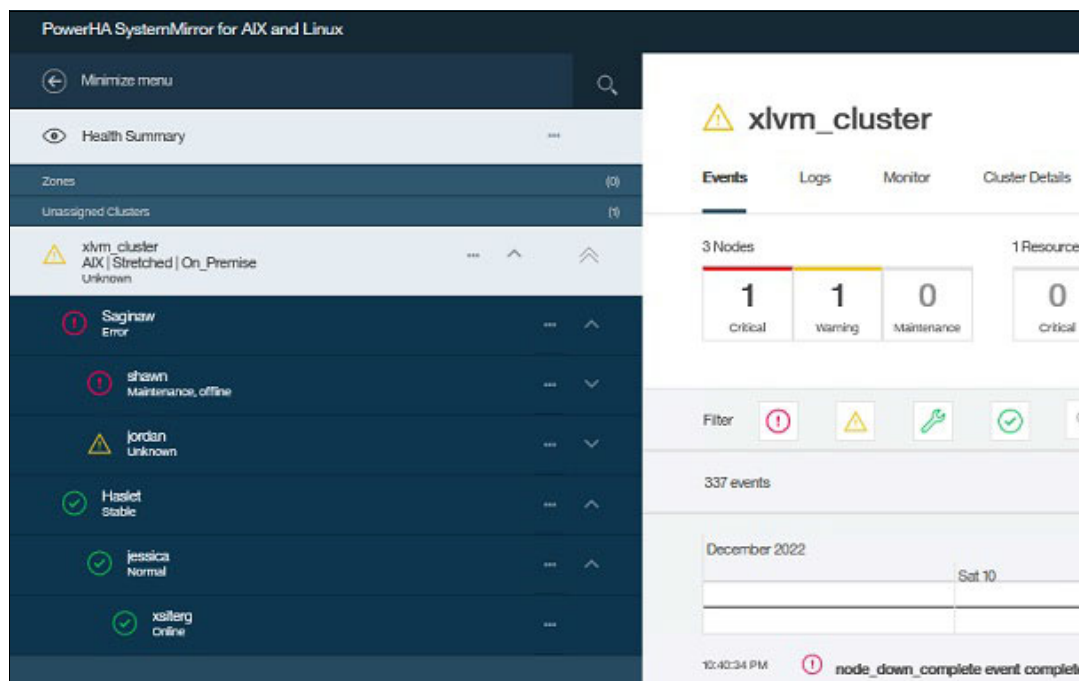 PowerHA SystemMirror for AIX and Linux
Minimize menu
Health Summary
Zones (0)
Unassigned Clusters (1)
xlvm_cluster
AIX | Stretched | On_Premise
Unknown
Saginaw
Error
shawn
Maintenance, offline
jordan
Unknown
Haslet
Stable
jessica
Normal
xsiterg
Online
xlvm_cluster
Events Logs Monitor Cluster Details
3 Nodes 1 Resource
1 1 0 0
Critical Warning Maintenance Critical
Filter
337 events
December 2022
Sat 10
10:40:34 PM node_down_complete event complete